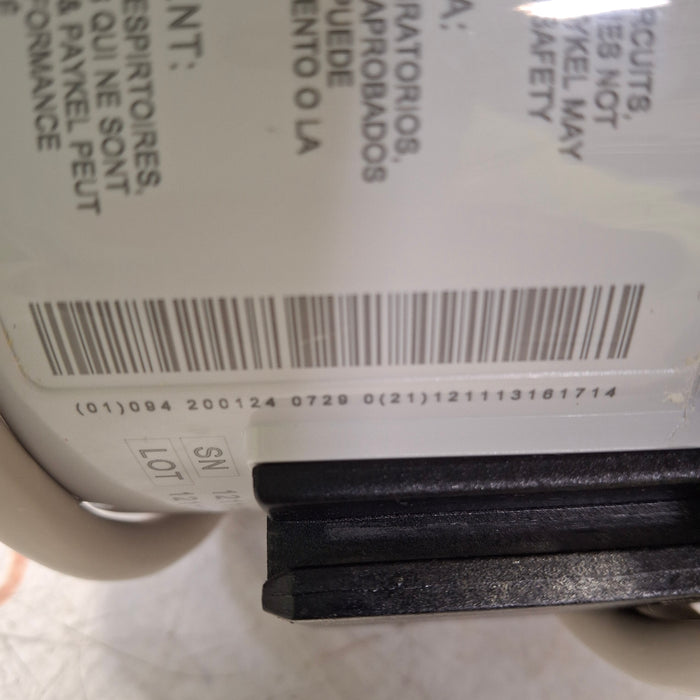 RCUITS,
ES NOT
YKEL MAY
SAFETY
A:
RATORIOS,
APROBADOS
PUEDE
ENTO O LA
NT:
ESPIRTOIRES,
QUI NE SONT
& PAYKEL PEUT
FORMANCE
(01)094 200124 0729 0(21)121113161714
SN
LOT